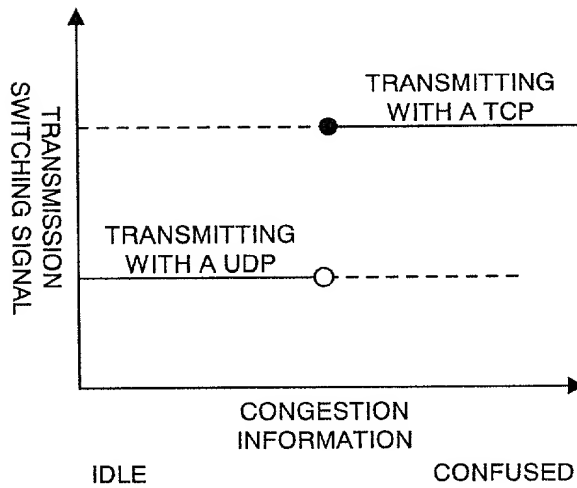 TRANSMITTING
WITH A TCP
TRANSMISSION
SWITCHING SIGNAL
TRANSMITTING
WITH A UDP
CONGESTION
INFORMATION
IDLE
CONFUSED